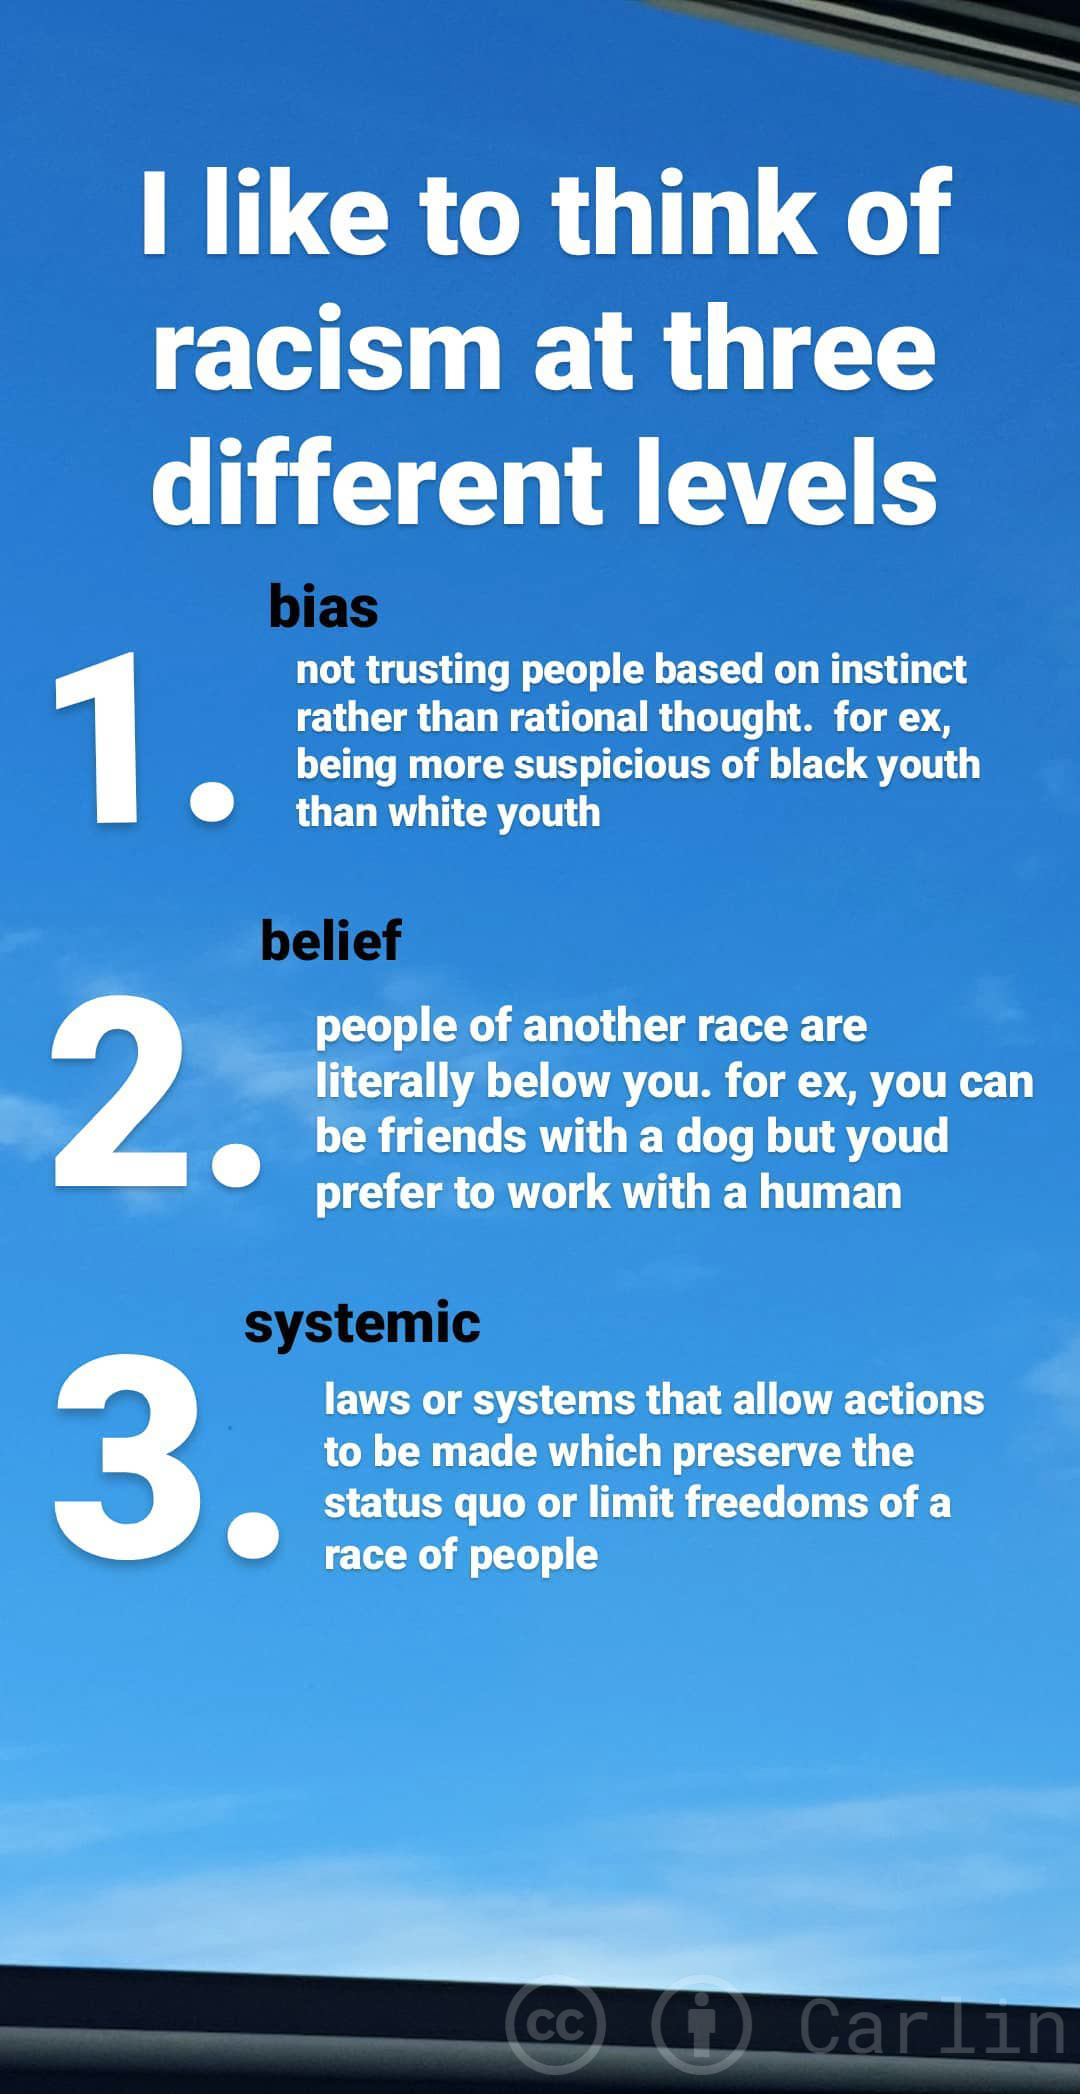 I like to think of
racism at three
different levels
bias
1.
not trusting people based on instinct
rather than rational thought.  for ex,
being more suspicious of black youth
than white youth
belief
2.
people of another race are
literally below you. for ex, you can
be friends with a dog but youd
prefer to work with a human
systemic
3.
laws or systems that allow actions
to be made which preserve the
status quo or limit freedoms of a
race of people
cc Carlin